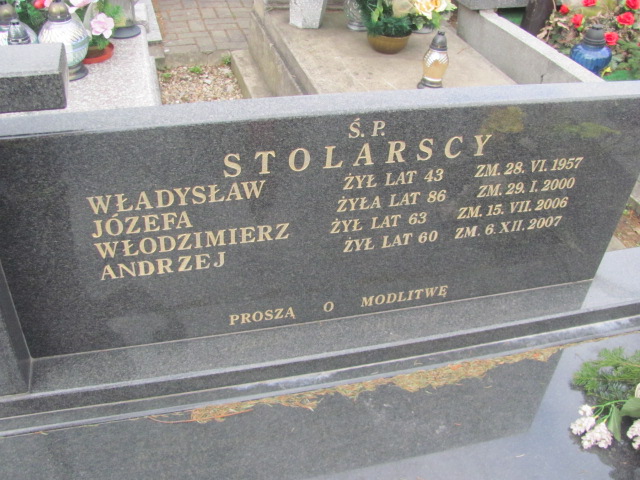 Ś.P.
STOLARSCY
WŁADYSŁAW ŻYŁ LAT 43 ZM. 28. VI. 1957
JÓZEFA ŻYŁA LAT 86 ZM. 29. I. 2000
WŁODZIMIERZ ŻYŁ LAT 63 ZM. 15. VII. 2006
ANDRZEJ ŻYŁ LAT 60 ZM. 6. XII. 2007
PROSZĄ O MODLITWĘ